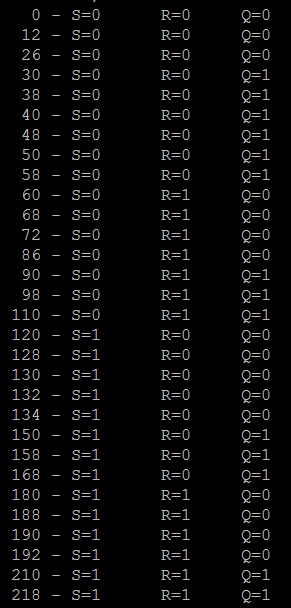 0 - S=0 R=0 Q=0
12 - S=0 R=0 Q=0
26 - S=0 R=0 Q=0
30 - S=0 R=0 Q=1
38 - S=0 R=0 Q=1
40 - S=0 R=0 Q=1
48 - S=0 R=0 Q=1
50 - S=0 R=0 Q=1
58 - S=0 R=0 Q=1
60 - S=0 R=1 Q=0
68 - S=0 R=1 Q=0
72 - S=0 R=1 Q=0
86 - S=0 R=1 Q=0
90 - S=0 R=1 Q=1
98 - S=0 R=1 Q=1
110 - S=0 R=1 Q=1
120 - S=1 R=0 Q=0
128 - S=1 R=0 Q=0
130 - S=1 R=0 Q=0
132 - S=1 R=0 Q=0
134 - S=1 R=0 Q=0
150 - S=1 R=0 Q=1
158 - S=1 R=0 Q=1
168 - S=1 R=0 Q=1
180 - S=1 R=1 Q=0
188 - S=1 R=1 Q=0
190 - S=1 R=1 Q=0
192 - S=1 R=1 Q=0
210 - S=1 R=1 Q=1
218 - S=1 R=1 Q=1